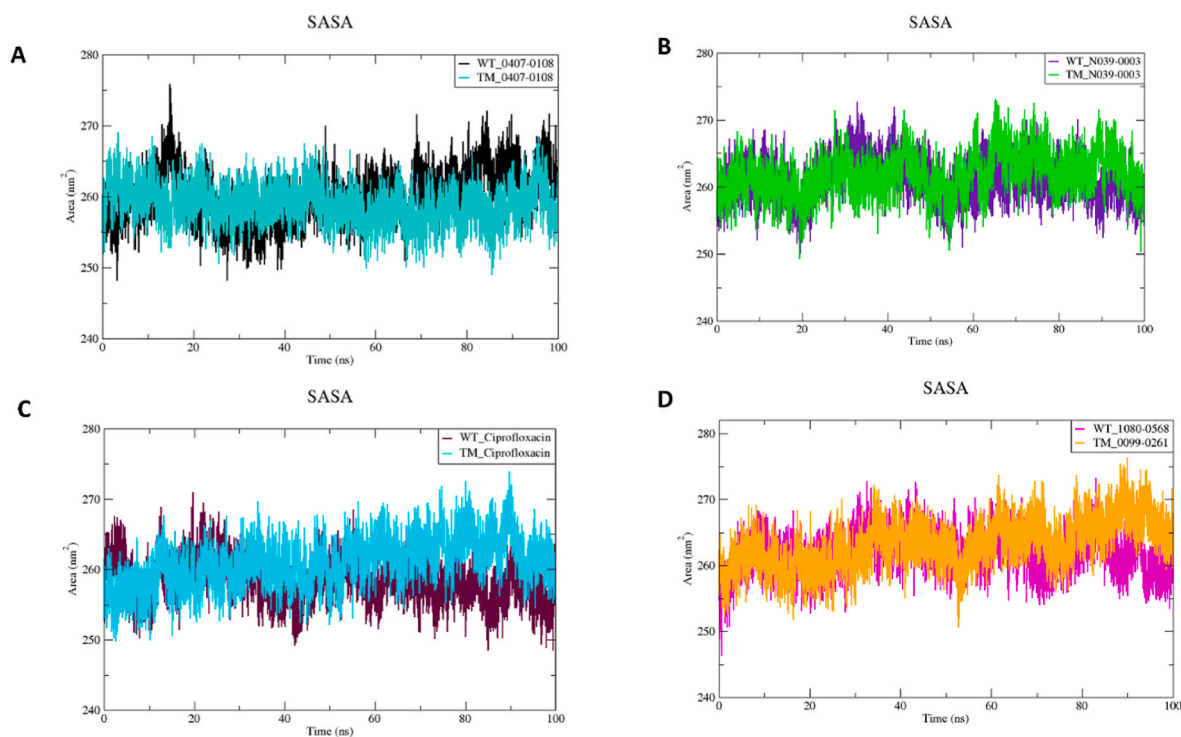 SASA
A
WT_0407-0108
TM_0407-0108
280
270
260
250
240
Area (nm²)
0
20
40
60
80
100
Time (ns)
SASA
B
WT_N039-0003
TM_N039-0003
280
270
260
250
240
Area (nm²)
0
20
40
60
80
100
Time (ns)
SASA
C
WT_Ciprofloxacin
TM_Ciprofloxacin
280
270
260
250
240
Area (nm²)
0
20
40
60
80
100
Time (ns)
SASA
D
WT_1080-0568
TM_0099-0261
280
270
260
250
240
Area (nm²)
0
20
40
60
80
100
Time (ns)